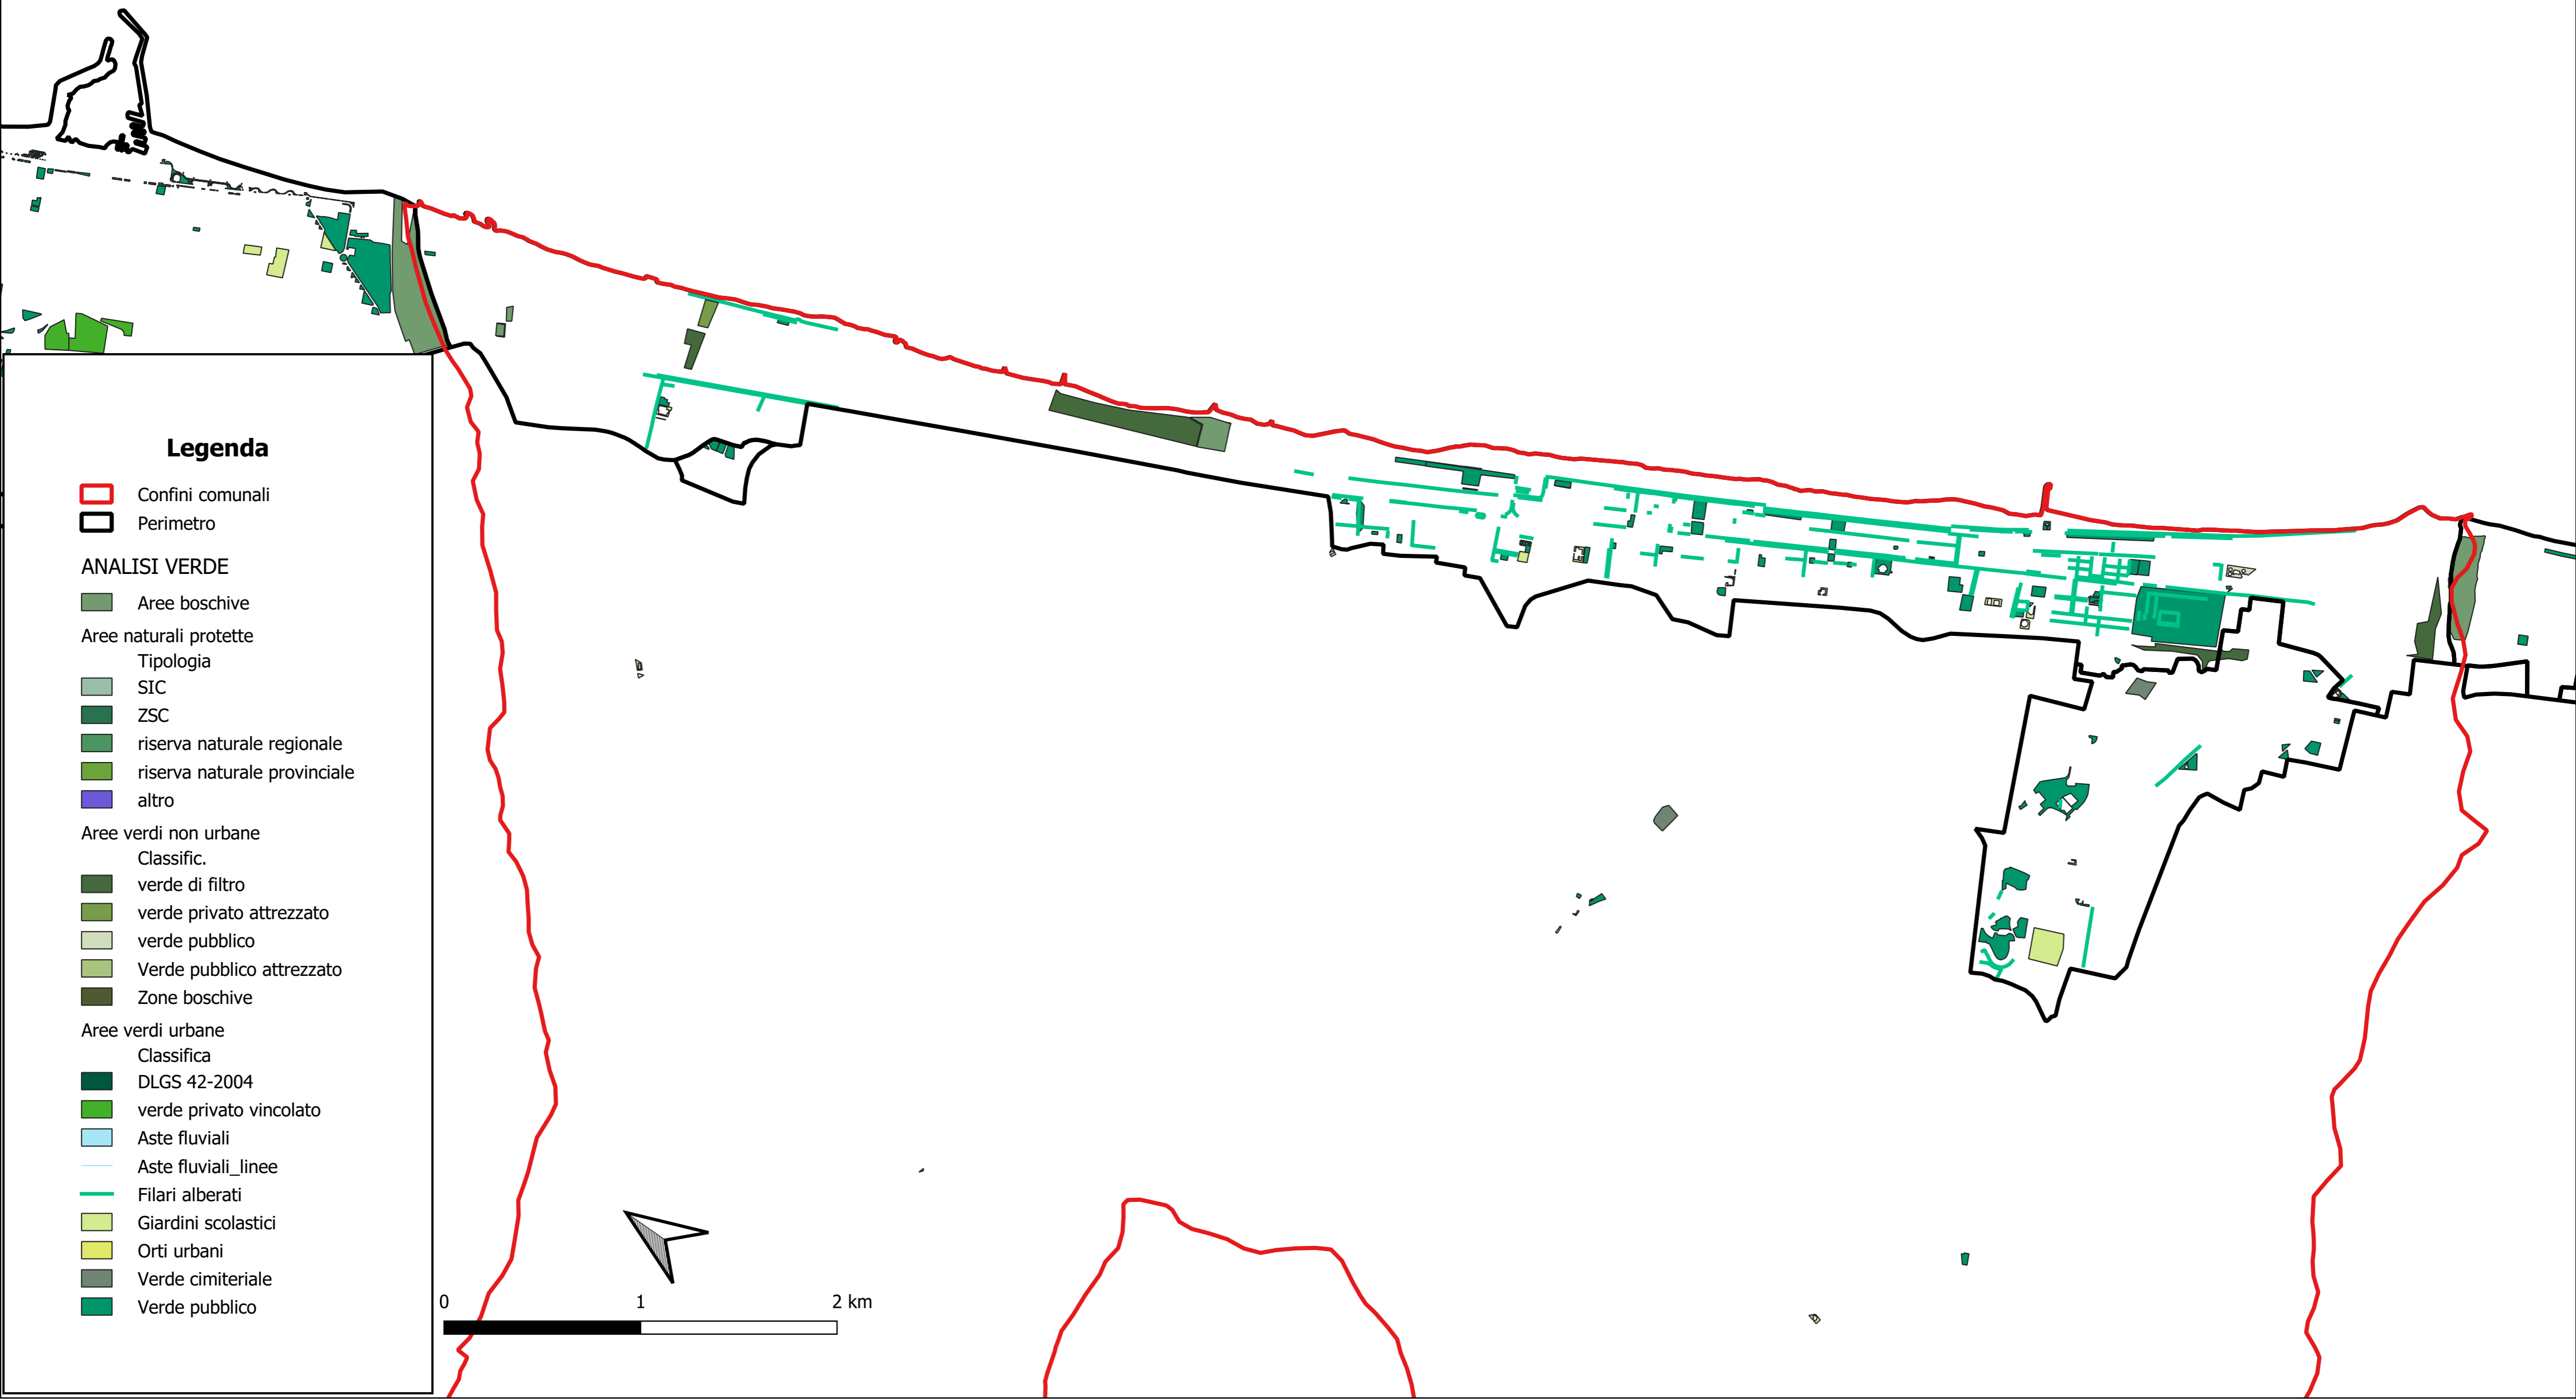 Legenda
Confini comunali
Perimetro
ANALISI VERDE
Aree boschive
Aree naturali protette
Tipologia
SIC
ZSC
riserva naturale regionale
riserva naturale provinciale
altro
Aree verdi non urbane
Classific.
verde di filtro
verde privato attrezzato
verde pubblico
Verde pubblico attrezzato
Zone boschive
Aree verdi urbane
Classifica
DLGS 42-2004
verde privato vincolato
Aste fluviali
Aste fluviali_linee
Filari alberati
Giardini scolastici
Orti urbani
Verde cimiteriale
Verde pubblico
0 1 2 km